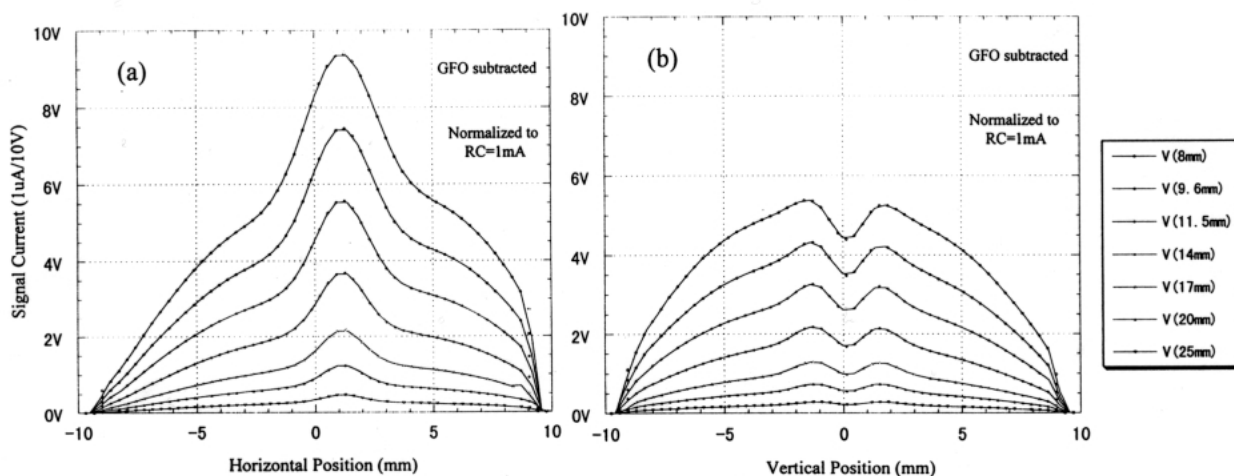 10V
8V
6V
4V
2V
0V
Signal Current (1uA/10V)
(a)
GFO subtracted
Normalized to
RC=1mA
-10
-5
0
5
10
Horizontal Position (mm)
10V
8V
6V
4V
2V
0V
(b)
GFO subtracted
Normalized to
RC=1mA
-10
-5
0
5
10
Vertical Position (mm)
V(8mm)
V(9.6mm)
V(11.5mm)
V(14mm)
V(17mm)
V(20mm)
V(25mm)